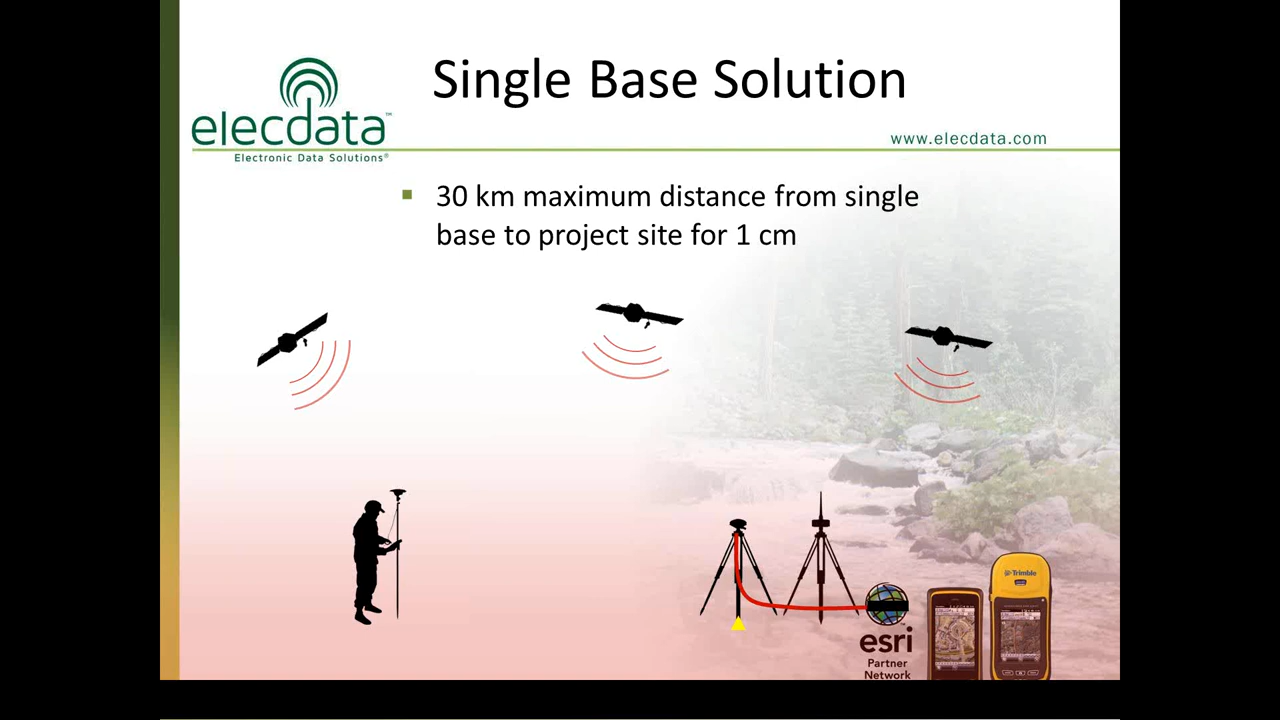 Single Base Solution
elecdata™
www.elecdata.com
Electronic Data Solutions®
30 km maximum distance from single
base to project site for 1 cm
Trimble
esri
Partner
Network